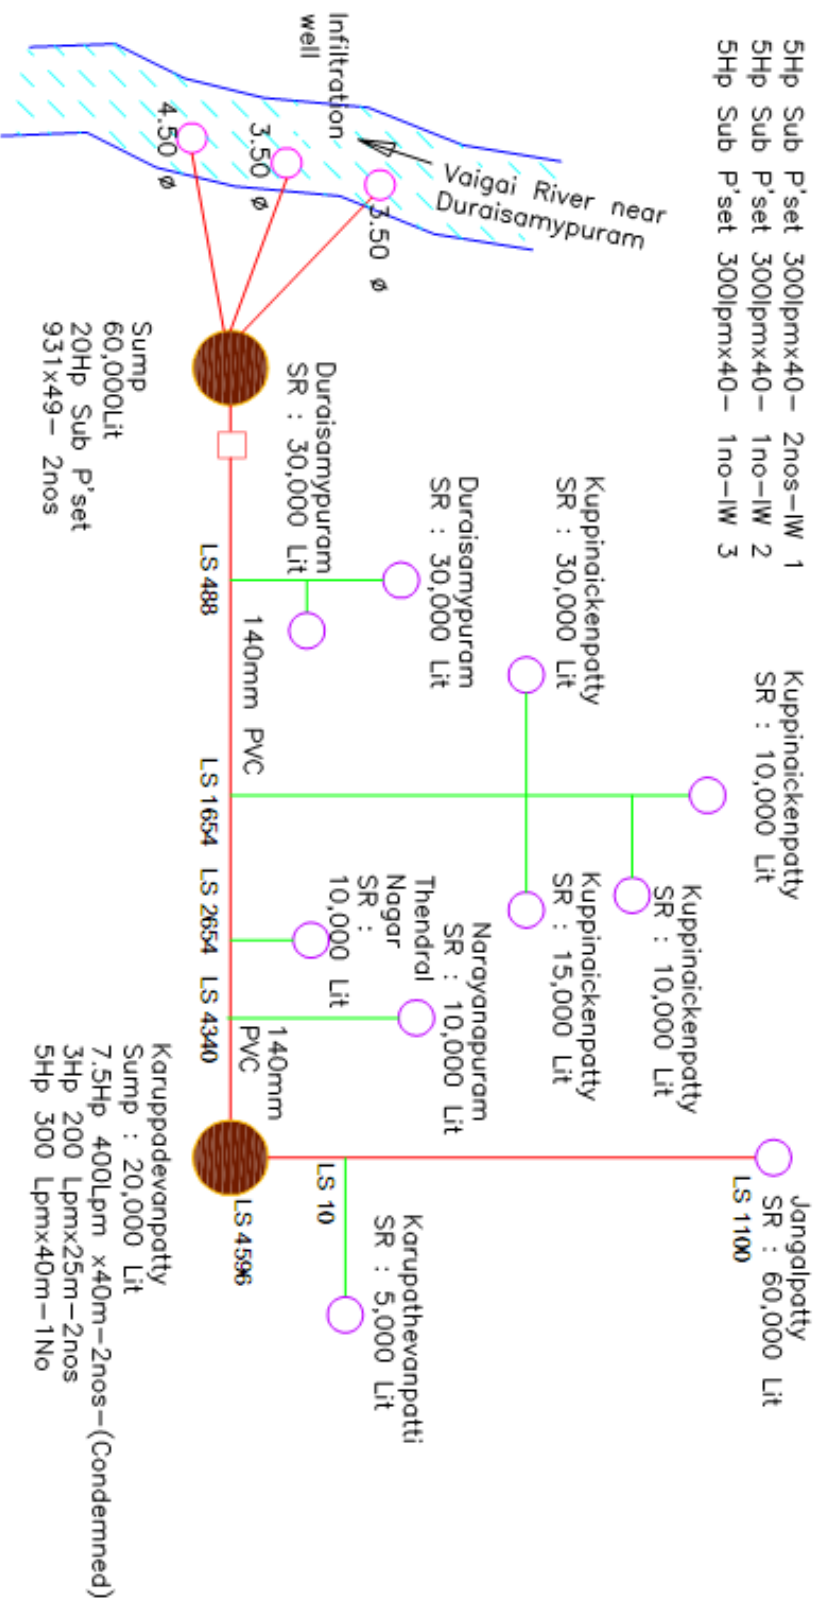 5Hp Sub P'set 300lpmx40- 2nos-IW 1
5Hp Sub P'set 300lpmx40- 1no-IW 2
5Hp Sub P'set 300lpmx40- 1no-IW 3
Infiltration
well
Vaigai River near
Duraisamypuram
3.50 ø
3.50 ø
4.50 ø
Sump
60,000Lit
20Hp Sub P'set
931x49- 2nos
Duraisamypuram
SR : 30,000 Lit
Duraisamypuram
SR : 30,000 Lit
LS 488
140mm PVC
Kuppinaickenpatty
SR : 30,000 Lit
Kuppinaickenpatty
SR : 10,000 Lit
Kuppinaickenpatty
SR : 10,000 Lit
Kuppinaickenpatty
SR : 15,000 Lit
LS 1654
Thendral
Nagar
SR :
10,000 Lit
LS 2654
Narayanapuram
SR : 10,000 Lit
LS 4340
140mm
PVC
Karuppadevanpatty
Sump : 20,000 Lit
7.5Hp 400Lpm x40m-2nos-(Condemned)
3Hp 200 Lpmx25m-2nos
5Hp 300 Lpmx40m-1No
LS 4596
LS 10
Karupathevanpatti
SR : 5,000 Lit
LS 1100
Jangalpatty
SR : 60,000 Lit